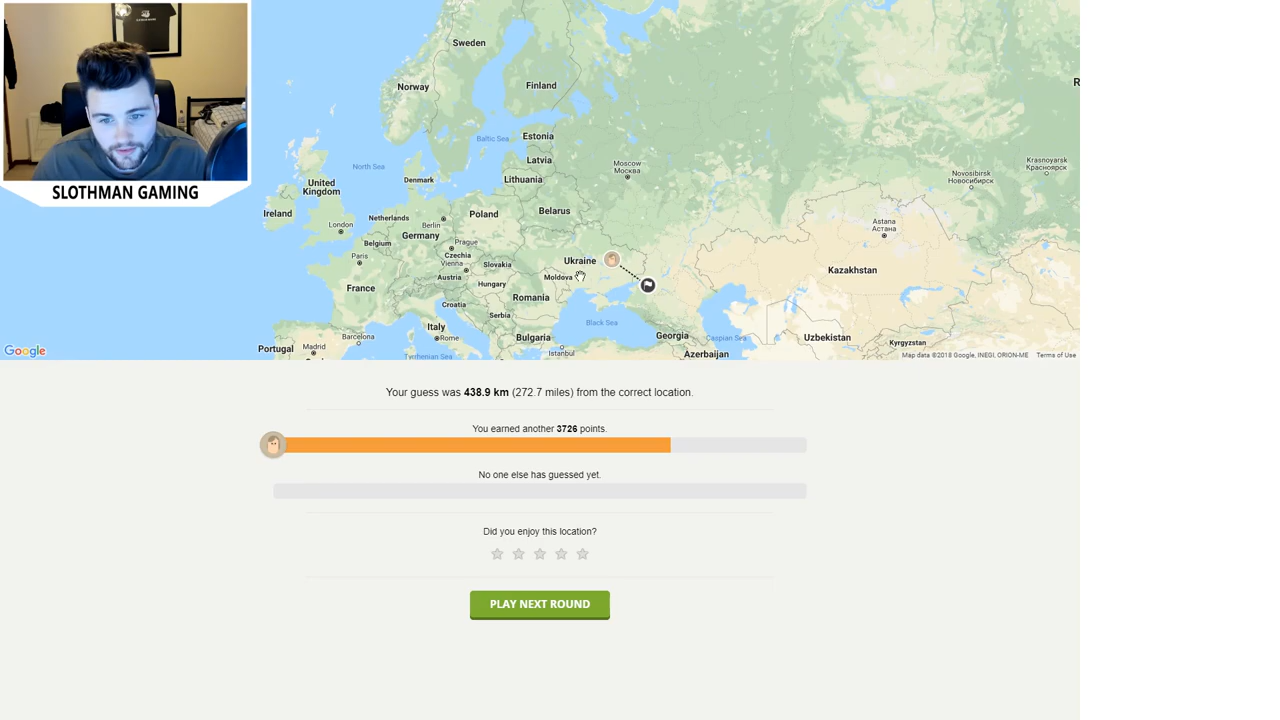 SLOTHMAN GAMING
Sweden
Norway
Finland
Baltic Sea
Estonia
Latvia
North Sea
Denmark
Lithuania
Moscow
Москва
Krasnoyarsk
Красноярск
Novosibirsk
Новосибирск
R
United
Kingdom
Ireland
London
Netherlands
Berlin
Poland
Belarus
Astana
Астана
Belgium
Germany
Prague
Czechia
Paris
Vienna
Slovakia
Ukraine
Kazakhstan
Austria
Hungary
Moldova
France
Romania
Croatia
Serbia
Italy
Black Sea
Barcelona
Rome
Bulgaria
Georgia
Caspian Sea
Uzbekistan
Kyrgyzstan
Portugal
Madrid
Istanbul
Azerbaijan
Tyrrhenian Sea
Google
Map data ©2018 Google, INEGI, ORION-ME Terms of Use
Your guess was 438.9 km (272.7 miles) from the correct location.
You earned another 3726 points.
No one else has guessed yet.
Did you enjoy this location?
PLAY NEXT ROUND